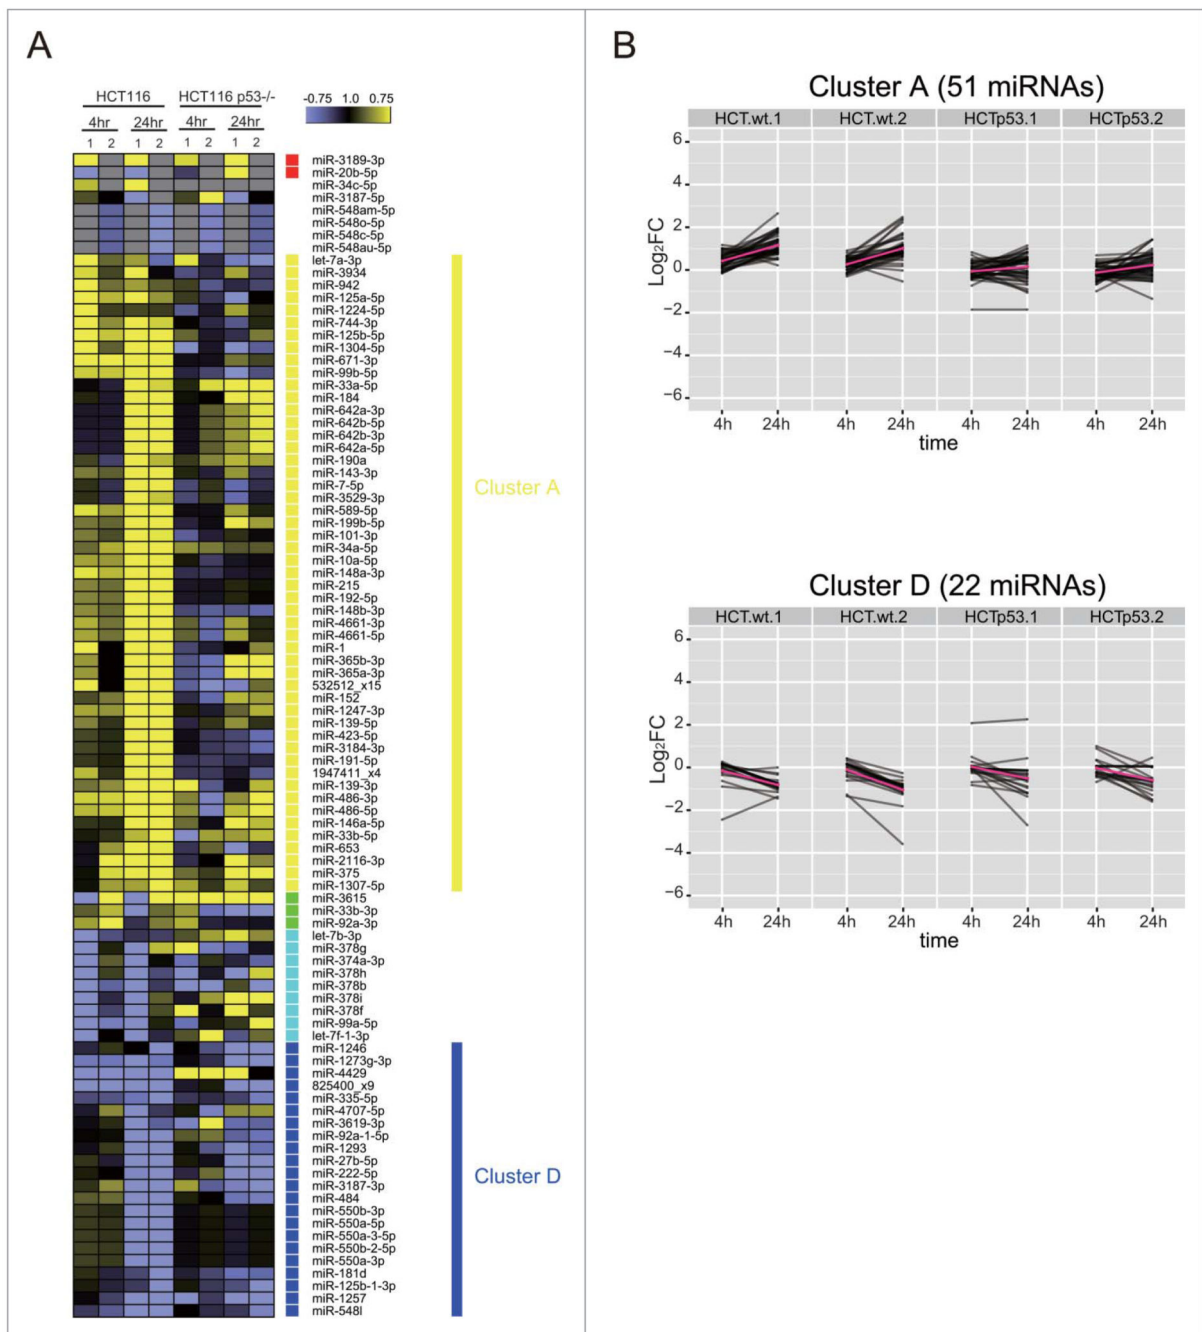 A
HCT116 HCT116 p53-/-
-0.75 1.0 0.75
4hr 24hr 4hr 24hr
1 2 1 2 1 2 1 2
miR-3189-3p
miR-20b-5p
miR-34c-5p
miR-3187-5p
miR-548am-5p
miR-548o-5p
miR-548c-5p
miR-548au-5p
let-7a-3p
miR-3934
miR-942
miR-125a-5p
miR-1224-5p
miR-744-3p
miR-125b-5p
miR-1304-5p
miR-671-3p
miR-99b-5p
miR-33a-5p
miR-184
miR-642a-3p
miR-642b-5p
miR-642b-3p
miR-642a-5p
miR-190a
miR-143-3p
miR-7-5p
Cluster A
miR-3529-3p
miR-589-5p
miR-199b-5p
miR-101-3p
miR-34a-5p
miR-10a-5p
miR-148a-3p
miR-215
miR-192-5p
miR-148b-3p
miR-4661-3p
miR-4661-5p
miR-1
miR-365b-3p
miR-365a-3p
532512_x15
miR-152
miR-1247-3p
miR-139-5p
miR-423-5p
miR-3184-3p
miR-191-5p
1947411_x4
miR-139-3p
miR-486-3p
miR-486-5p
miR-146a-5p
miR-33b-5p
miR-653
miR-2116-3p
miR-375
miR-1307-5p
miR-3615
miR-33b-3p
miR-92a-3p
let-7b-3p
miR-378g
miR-374a-3p
miR-378h
miR-378b
miR-378i
miR-378f
miR-99a-5p
let-7f-1-3p
miR-1246
miR-1273g-3p
miR-4429
825400_x9
miR-335-5p
miR-4707-5p
miR-3619-3p
miR-92a-1-5p
miR-1293
miR-27b-5p
miR-222-5p
miR-3187-3p
Cluster D
miR-484
miR-550b-3p
miR-550a-5p
miR-550a-3-5p
miR-550b-2-5p
miR-550a-3p
miR-181d
miR-125b-1-3p
miR-1257
miR-548l
B
Cluster A (51 miRNAs)
HCT.wt.1 HCT.wt.2 HCTp53.1 HCTp53.2
6
4
2
0
−2
−4
−6
Log₂FC
4h 24h 4h 24h 4h 24h 4h 24h
time
Cluster D (22 miRNAs)
HCT.wt.1 HCT.wt.2 HCTp53.1 HCTp53.2
6
4
2
0
−2
−4
−6
Log₂FC
4h 24h 4h 24h 4h 24h 4h 24h
time